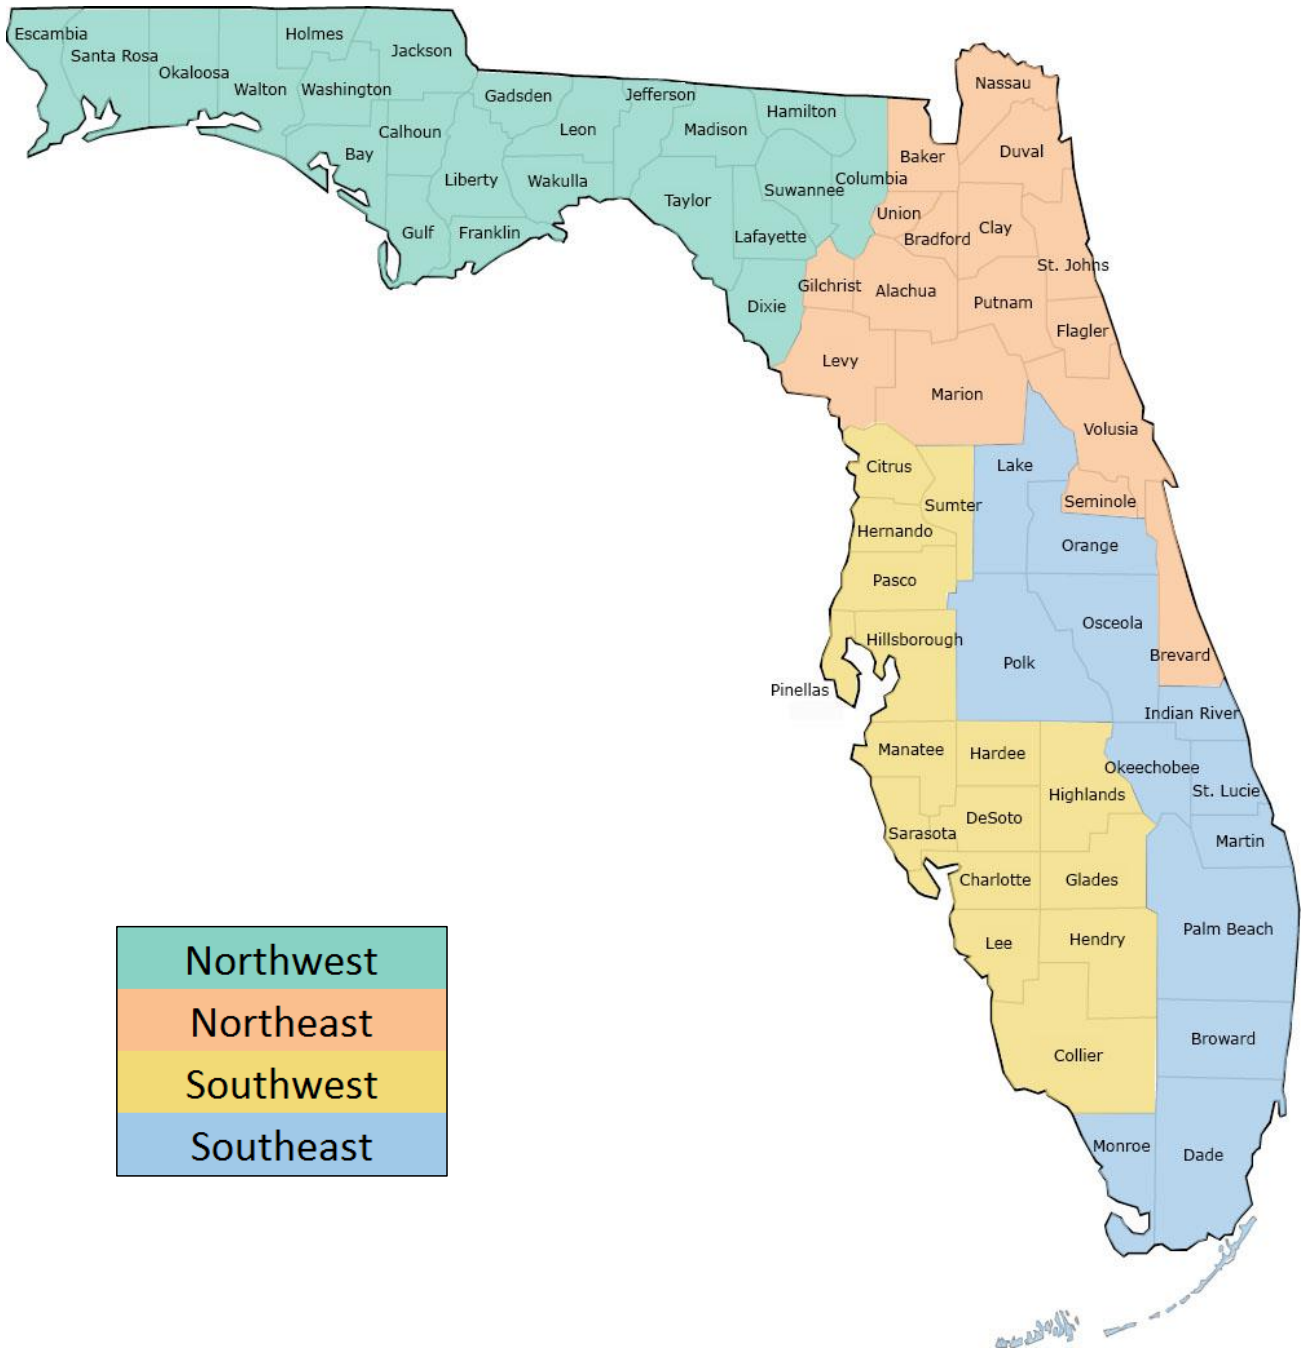 Escambia
Santa Rosa
Okaloosa
Walton
Holmes
Washington
Jackson
Bay
Calhoun
Gulf
Gadsden
Liberty
Franklin
Leon
Wakulla
Jefferson
Madison
Taylor
Hamilton
Suwannee
Lafayette
Dixie
Columbia
Nassau
Baker
Duval
Union
Bradford
Clay
St. Johns
Gilchrist
Alachua
Putnam
Flagler
Levy
Marion
Volusia
Citrus
Lake
Sumter
Seminole
Hernando
Orange
Pasco
Osceola
Hillsborough
Polk
Brevard
Pinellas
Indian River
Manatee
Hardee
Okeechobee
Highlands
St. Lucie
DeSoto
Sarasota
Martin
Charlotte
Glades
Palm Beach
Lee
Hendry
Broward
Collier
Monroe
Dade
Northwest
Northeast
Southwest
Southeast